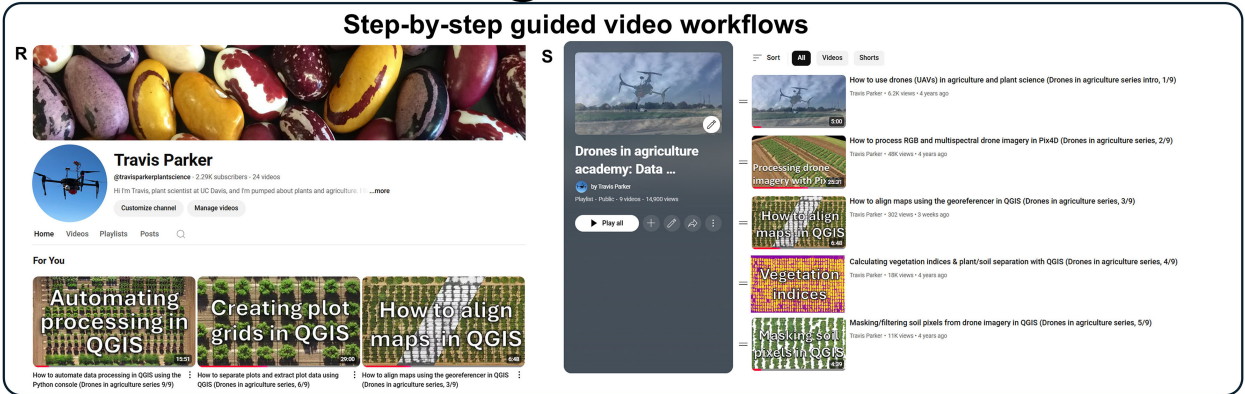 Step-by-step guided video workflows
R
Travis Parker
@travisparkerplantscience · 2.29K subscribers · 24 videos
Hi I'm Travis, plant scientist at UC Davis, and I'm pumped about plants and agriculture.
...more
Customize channel
Manage videos
Home Videos Playlists Posts
For You
Automating
processing in
QGIS
15:51
How to automate data processing in QGIS using the
Python console (Drones in agriculture series 9/9)
Creating plot
grids in QGIS
29:00
How to separate plots and extract plot data using
QGIS (Drones in agriculture series, 6/9)
How to align
maps in QGIS
6:48
How to align maps using the georeferencer in QGIS
(Drones in agriculture series, 3/9)
S
Drones in agriculture
academy: Data ...
by Travis Parker
Playlist · Public · 9 videos · 14,900 views
Play all
Sort All Videos Shorts
5:00
How to use drones (UAVs) in agriculture and plant science (Drones in agriculture series intro, 1/9)
Travis Parker • 6.2K views • 4 years ago
Processing drone
imagery with Pix
25:21
How to process RGB and multispectral drone imagery in Pix4D (Drones in agriculture series, 2/9)
Travis Parker • 48K views • 4 years ago
How to align
maps in QGIS
6:48
How to align maps using the georeferencer in QGIS (Drones in agriculture series, 3/9)
Travis Parker • 302 views • 3 weeks ago
Vegetation
indices
Calculating vegetation indices & plant/soil separation with QGIS (Drones in agriculture series, 4/9)
Travis Parker • 18K views • 4 years ago
Masking soil
pixels in QGIS
4:39
Masking/filtering soil pixels from drone imagery in QGIS (Drones in agriculture series, 5/9)
Travis Parker • 11K views • 4 years ago